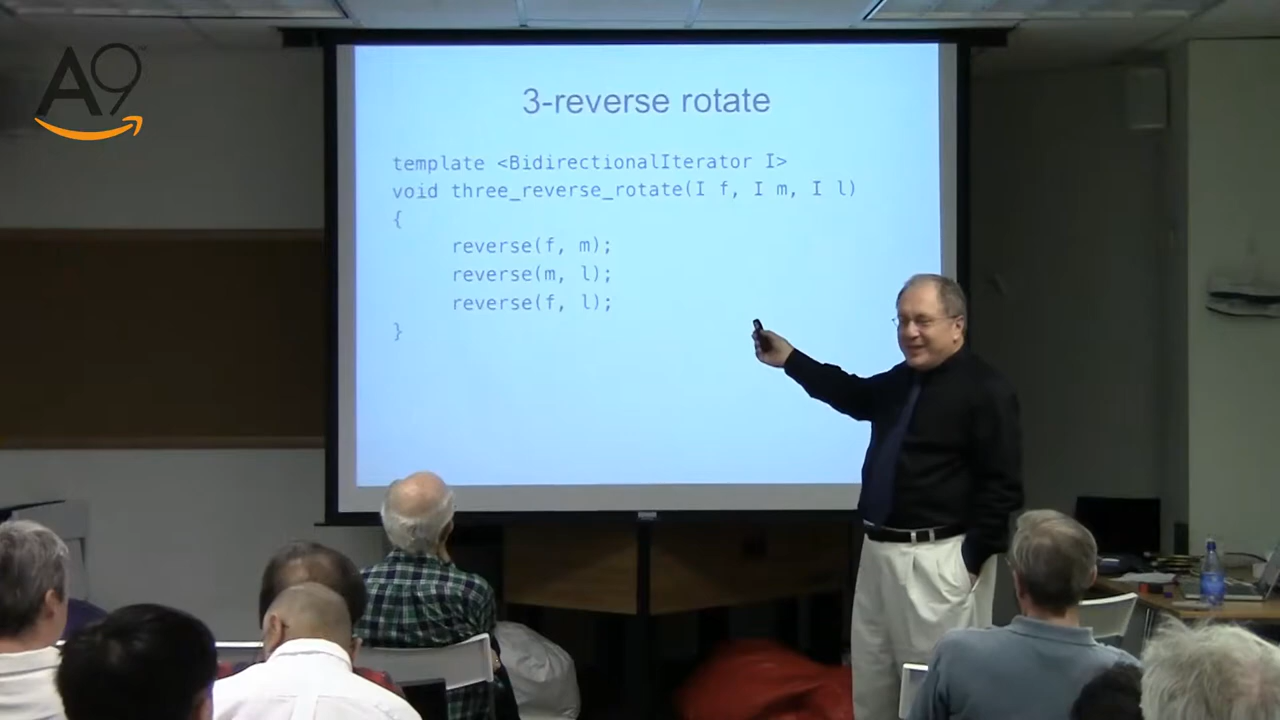 A9
3-reverse rotate
template <BidirectionalIterator I>
void three_reverse_rotate(I f, I m, I l)
{
reverse(f, m);
reverse(m, l);
reverse(f, l);
}